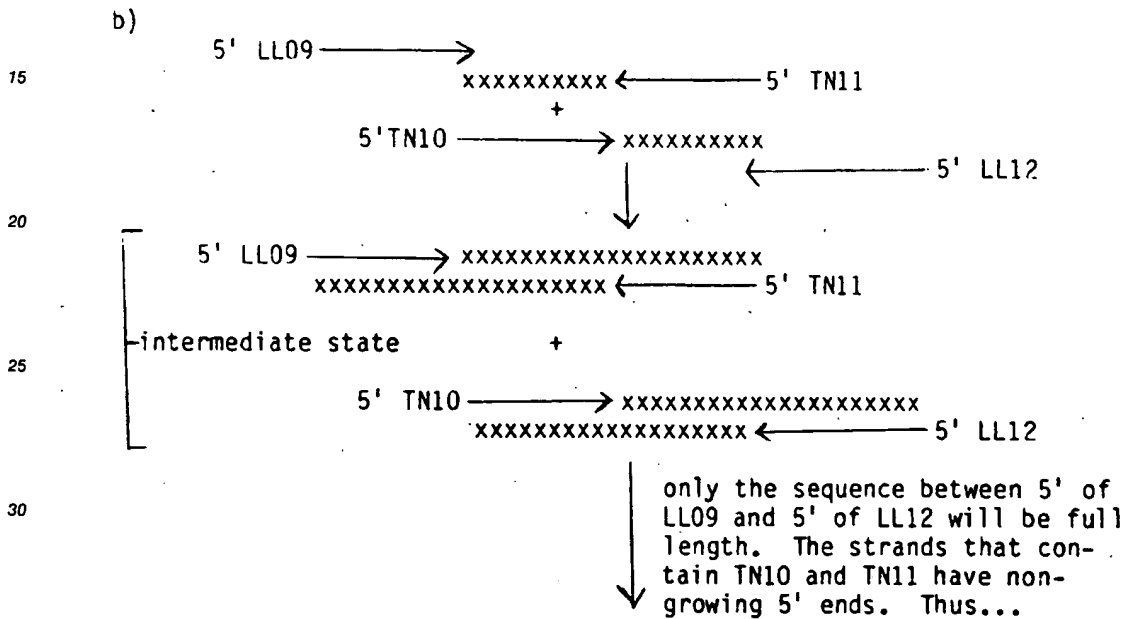 b)
5' LL09
15
xxxxxxxxxx
5' TN11
+
5'TN10
xxxxxxxxxx
5' LL12
20
5' LL09
xxxxxxxxxxxxxxxxxxxxx
xxxxxxxxxxxxxxxxxxxx
5' TN11
intermediate state
+
25
5' TN10
xxxxxxxxxxxxxxxxxxxxx
xxxxxxxxxxxxxxxxxxx
5' LL12
only the sequence between 5' of
30
LL09 and 5' of LL12 will be full
length. The strands that con-
tain TN10 and TN11 have non-
growing 5' ends. Thus...